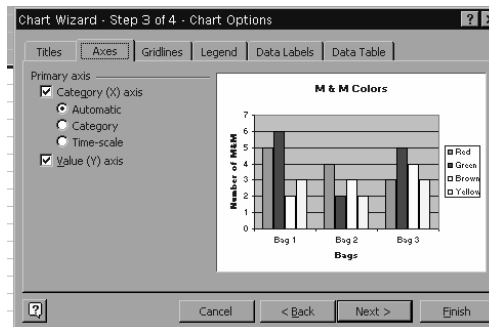 Chart Wizard - Step 3 of 4 - Chart Options
Titles Axes Gridlines Legend Data Labels Data Table
Primary axis
Category (X) axis
Automatic
Category
Time-scale
Value (Y) axis
M & M Colors
Number of M&M
7
6
5
4
3
2
1
0
Bag 1 Bag 2 Bag 3
Bags
Red
Green
Brown
Yellow
Cancel < Back Next > Finish